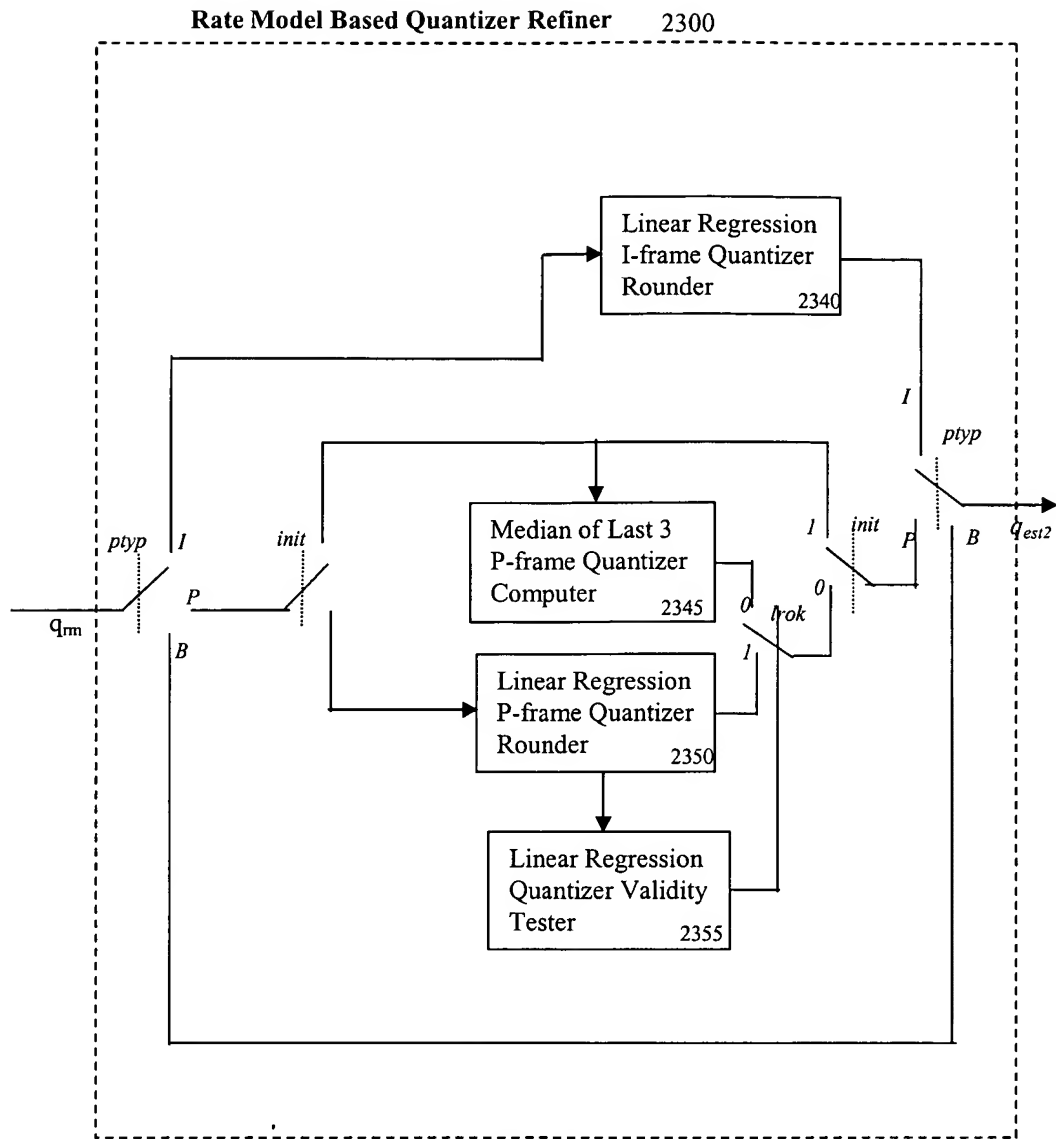 Rate Model Based Quantizer Refiner 2300
Linear Regression
I-frame Quantizer
Rounder
2340
I
ptyp
ptyp
I
init
P
q_rm
B
Median of Last 3
P-frame Quantizer
Computer
2345
1
init
0
P
B
q_est2
0
lrok
1
Linear Regression
P-frame Quantizer
Rounder
2350
Linear Regression
Quantizer Validity
Tester
2355